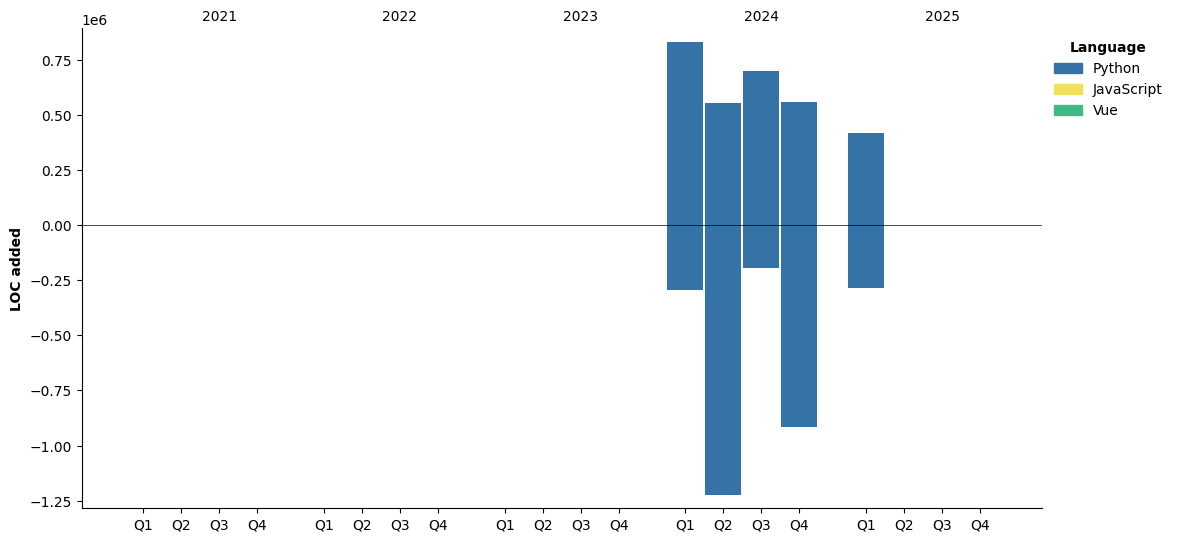 2021 2022 2023 2024 2025
1e6
Language
Python
JavaScript
Vue
LOC added
0.75
0.50
0.25
0.00
−0.25
−0.50
−0.75
−1.00
−1.25
Q1 Q2 Q3 Q4 Q1 Q2 Q3 Q4 Q1 Q2 Q3 Q4 Q1 Q2 Q3 Q4 Q1 Q2 Q3 Q4